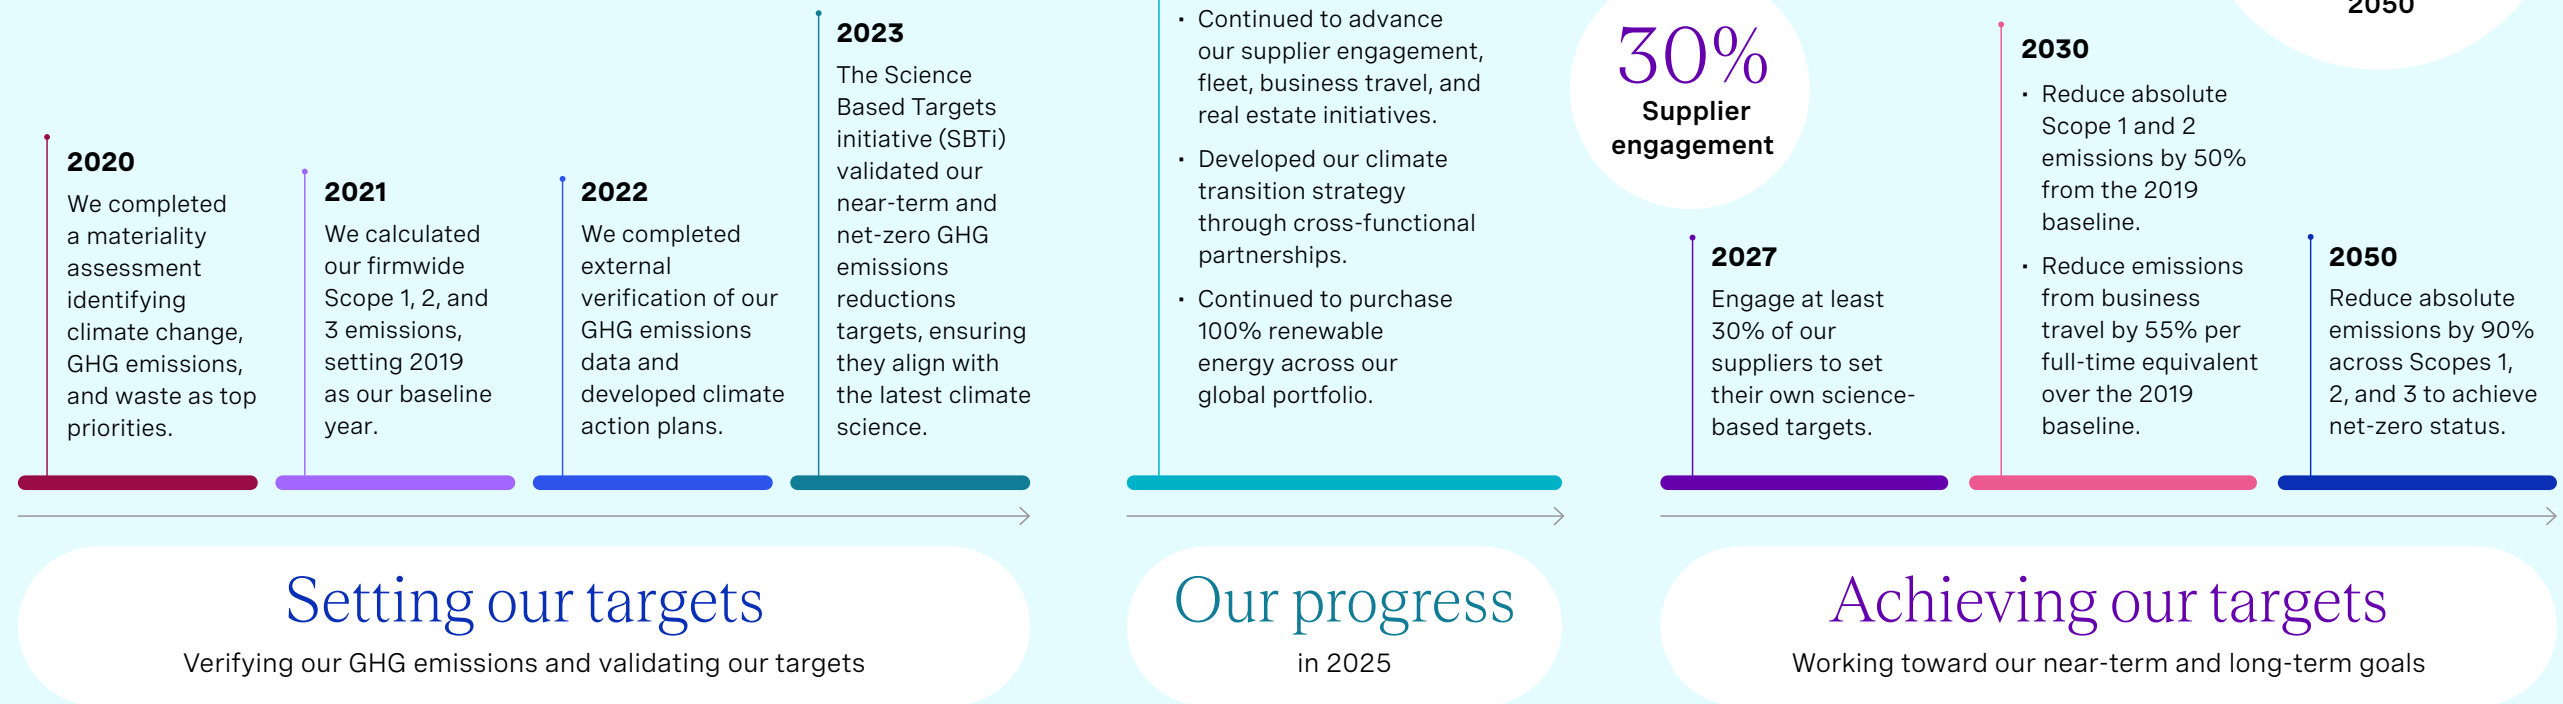 2020
We completed
a materiality
assessment
identifying
climate change,
GHG emissions,
and waste as top
priorities.
2021
We calculated
our firmwide
Scope 1, 2, and
3 emissions,
setting 2019
as our baseline
year.
2022
We completed
external
verification of our
GHG emissions
data and
developed climate
action plans.
2023
The Science
Based Targets
initiative (SBTi)
validated our
near-term and
net-zero GHG
emissions
reductions
targets, ensuring
they align with
the latest climate
science.
Setting our targets
Verifying our GHG emissions and validating our targets
· Continued to advance
our supplier engagement,
fleet, business travel, and
real estate initiatives.
· Developed our climate
transition strategy
through cross-functional
partnerships.
· Continued to purchase
100% renewable
energy across our
global portfolio.
Our progress
in 2025
30%
Supplier
engagement
2027
Engage at least
30% of our
suppliers to set
their own science-
based targets.
2030
· Reduce absolute
Scope 1 and 2
emissions by 50%
from the 2019
baseline.
· Reduce emissions
from business
travel by 55% per
full-time equivalent
over the 2019
baseline.
2050
2050
Reduce absolute
emissions by 90%
across Scopes 1,
2, and 3 to achieve
net-zero status.
Achieving our targets
Working toward our near-term and long-term goals